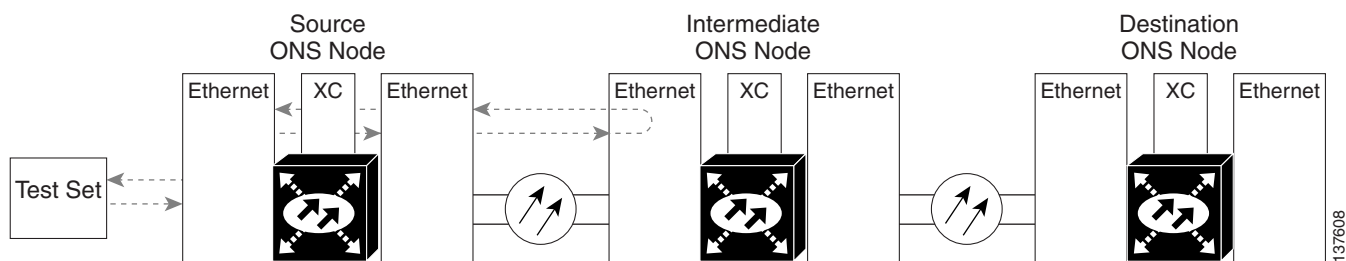 Source
ONS Node
Intermediate
ONS Node
Destination
ONS Node
Ethernet
XC
Ethernet
Ethernet
XC
Ethernet
Ethernet
XC
Ethernet
Test Set
137608